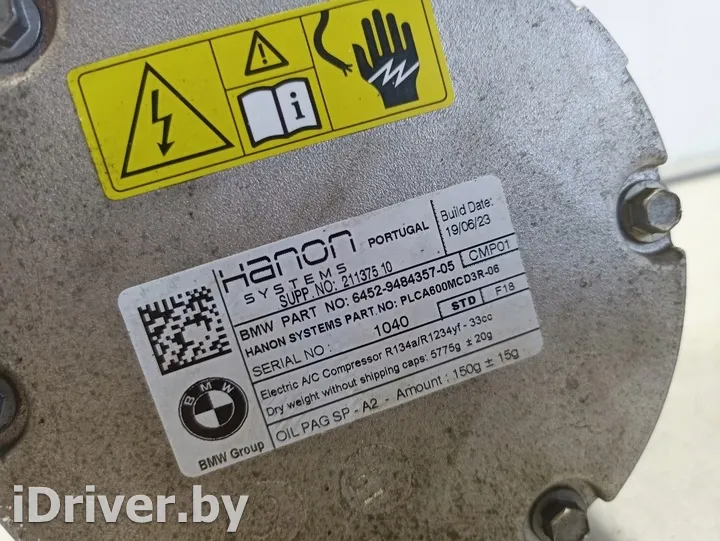 Hanon
SYSTEMS
PORTUGAL
Build Date:
19/06/23
SUPP. NO: 211375 10
BMW PART NO: 6452-9484357-05
CMP01
HANON SYSTEMS PART.NO: PLCA600MCD3R-06
SERIAL NO: 1040
STD
F18
Electric A/C Compressor R134a/R1234yf - 33cc
Dry weight without shipping caps: 5775g ± 20g
OIL PAG SP - A2 - Amount: 150g ± 15g
BMW
BMW Group
iDriver.by